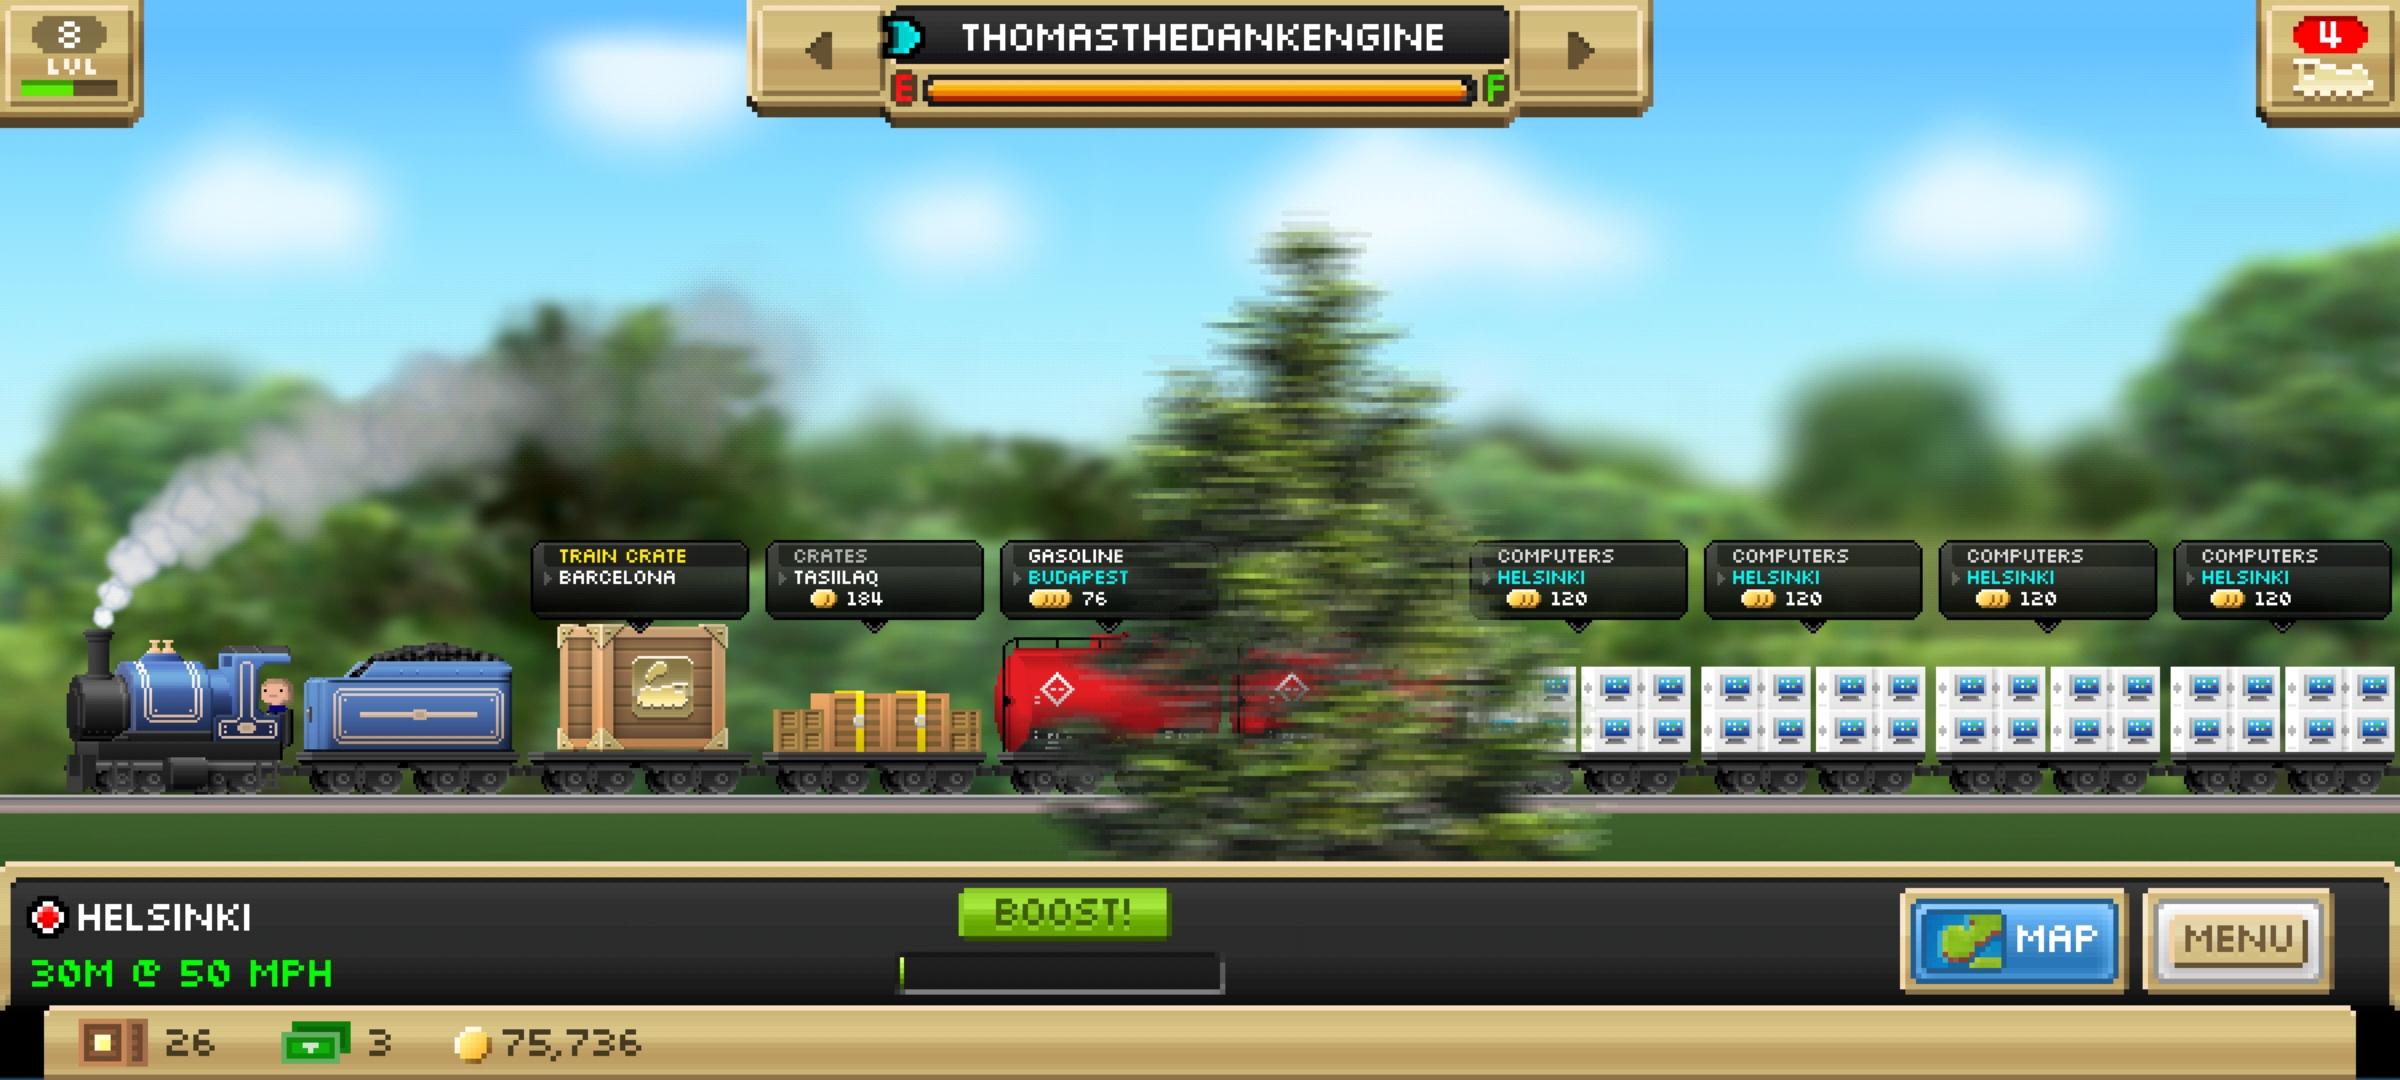 8
LVL
THOMASTHEDANKENGINE
E F
4
TRAIN CRATE
BARCELONA
CRATES
TASIILAQ
184
GASOLINE
BUDAPEST
76
COMPUTERS
HELSINKI
120
COMPUTERS
HELSINKI
120
COMPUTERS
HELSINKI
120
COMPUTERS
HELSINKI
120
HELSINKI
30M @ 50 MPH
BOOST!
MAP
MENU
26
3
75,736